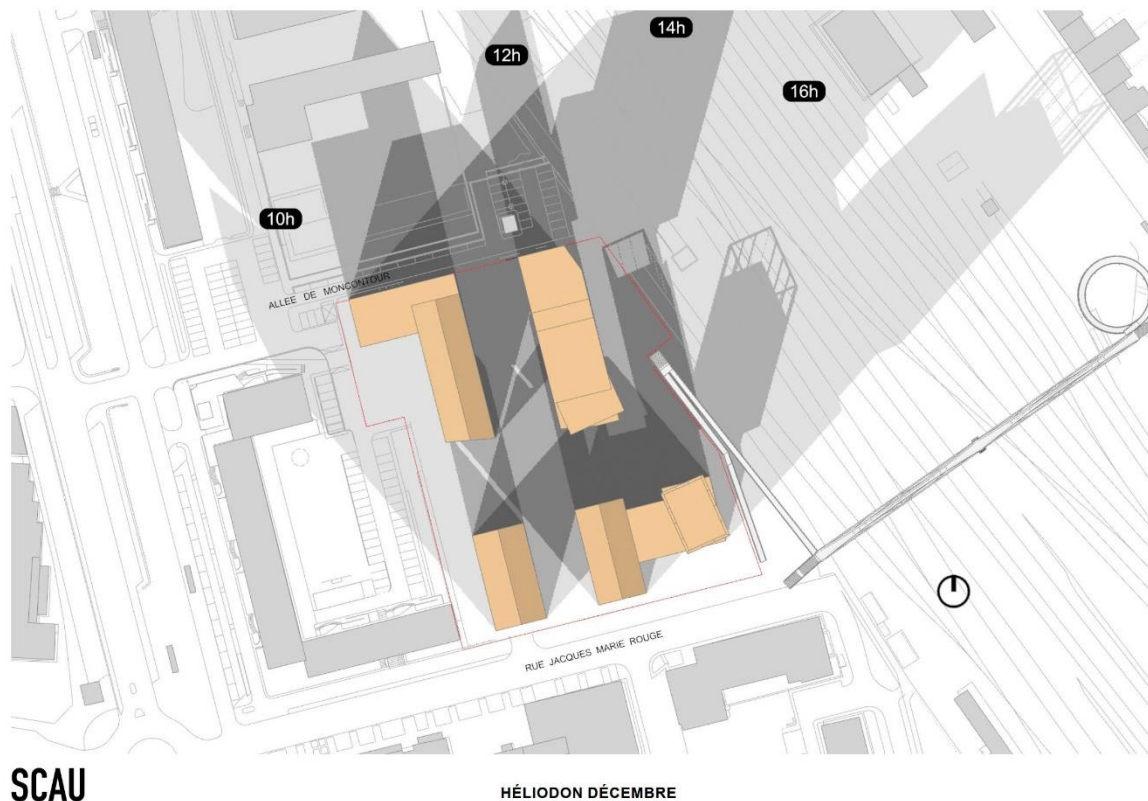 14h
12h
16h
10h
ALLEE DE MONCONTOUR
RUE JACQUES MARIE ROUGE
SCAU
HÉLIODON DÉCEMBRE